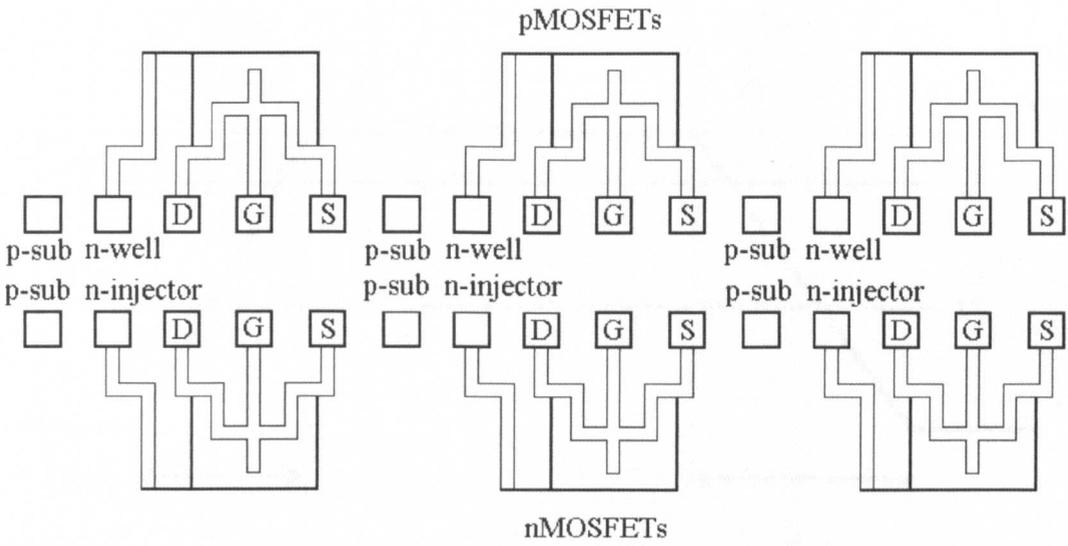 pMOSFETs
D G S D G S D G S
p-sub n-well p-sub n-well p-sub n-well
p-sub n-injector p-sub n-injector p-sub n-injector
D G S D G S D G S
nMOSFETs